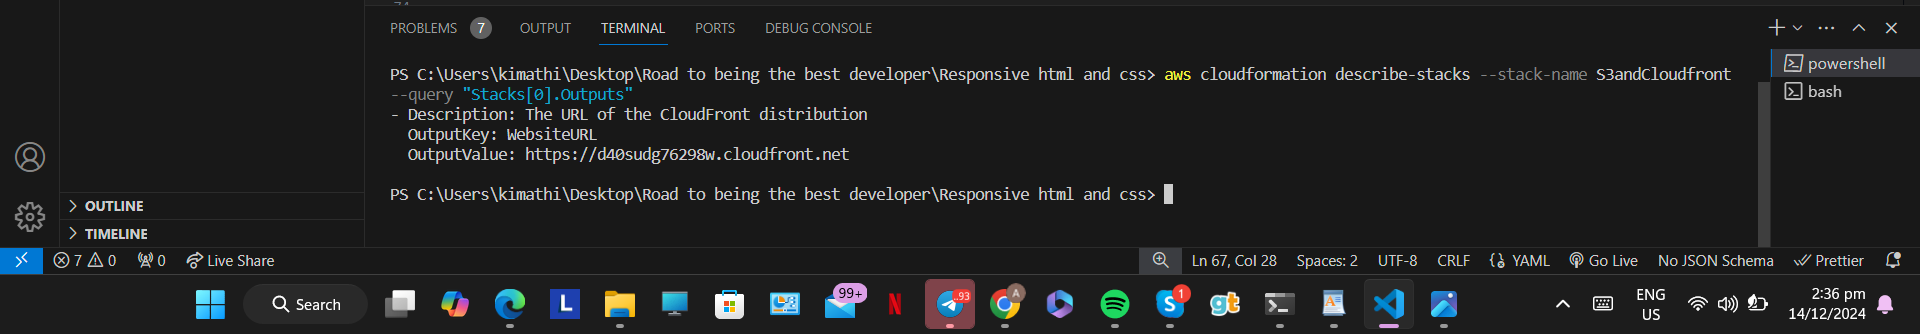 PROBLEMS 7 OUTPUT TERMINAL PORTS DEBUG CONSOLE
PS C:\Users\kimathi\Desktop\Road to being the best developer\Responsive html and css> aws cloudformation describe-stacks --stack-name S3andCloudfront
--query "Stacks[0].Outputs"
- Description: The URL of the CloudFront distribution
OutputKey: WebsiteURL
OutputValue: https://d40sudg76298w.cloudfront.net
PS C:\Users\kimathi\Desktop\Road to being the best developer\Responsive html and css>
powershell
bash
OUTLINE
TIMELINE
7 0 0 Live Share Ln 67, Col 28 Spaces: 2 UTF-8 CRLF YAML Go Live No JSON Schema Prettier
Search L 99+ N ..93 A S 1 gt ENG 2:36 pm
US 14/12/2024